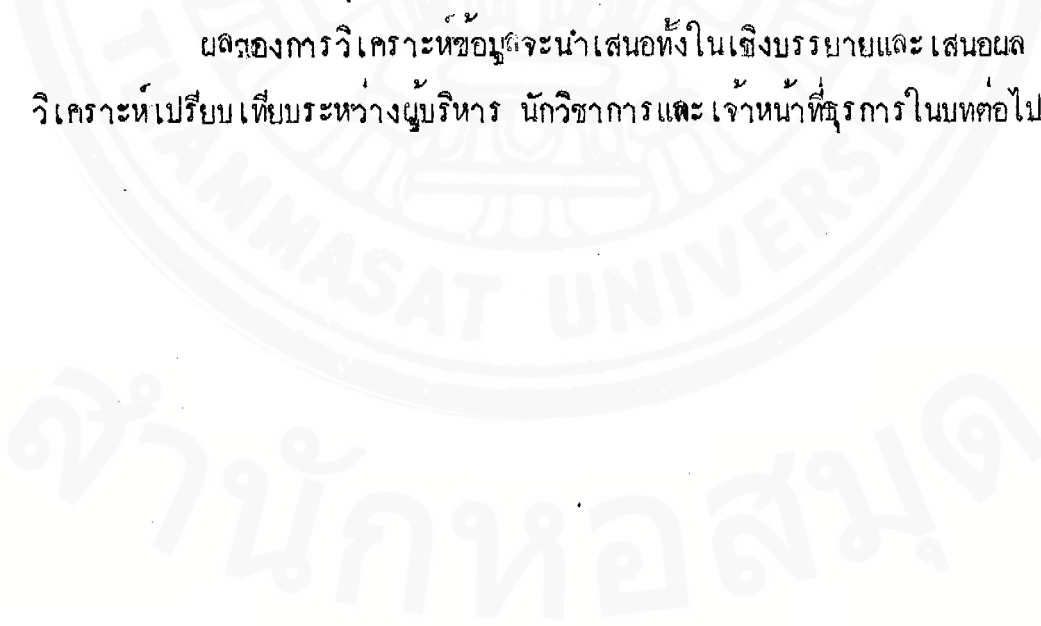 ผลของการวิเคราะห์ข้อมูลจะนำเสนอทั้งในเชิงบรรยายและเสนอผล
วิเคราะห์เปรียบเทียบระหว่างผู้บริหาร นักวิชาการและเจ้าหน้าที่ธุรการในบทต่อไป
THAMMASAT UNIVERSITY
สำนักหอสมุด